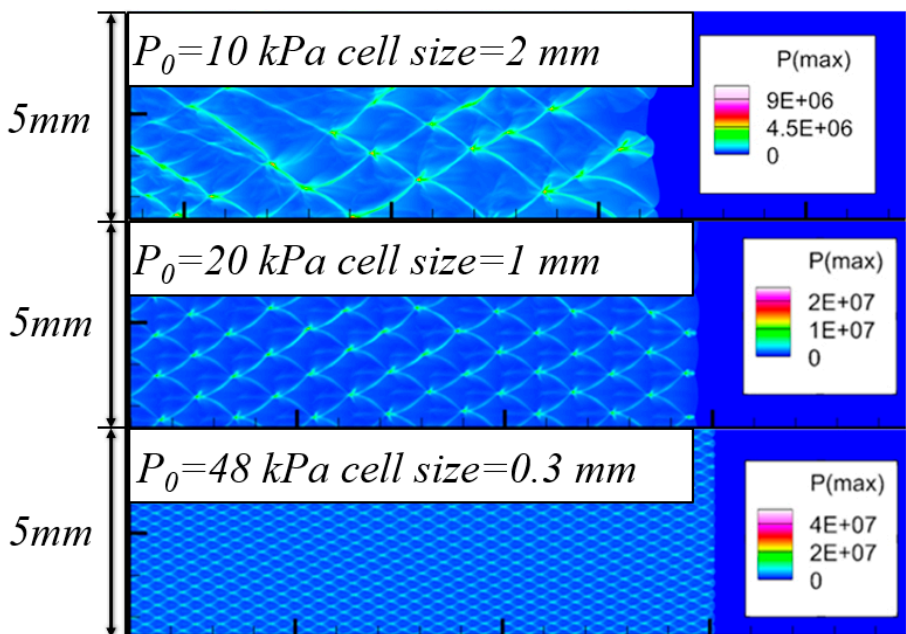 P₀=10 kPa cell size=2 mm
P(max)
9E+06
4.5E+06
0
5mm
P₀=20 kPa cell size=1 mm
P(max)
2E+07
1E+07
0
5mm
P₀=48 kPa cell size=0.3 mm
P(max)
4E+07
2E+07
0
5mm